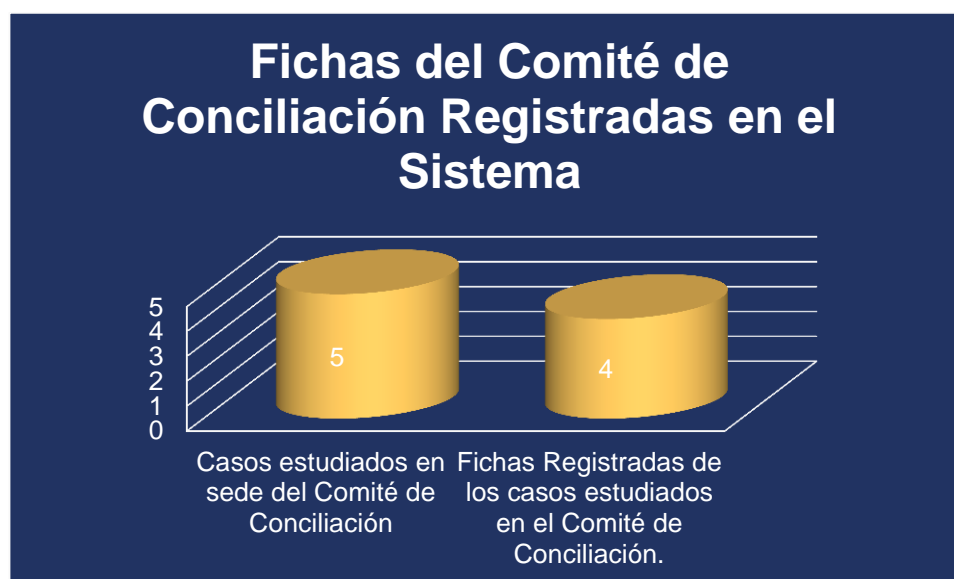 Fichas del Comité de
Conciliación Registradas en el
Sistema
5
4
3
2
1
0
5
4
Casos estudiados en
sede del Comité de
Conciliación
Fichas Registradas de
los casos estudiados
en el Comité de
Conciliación.